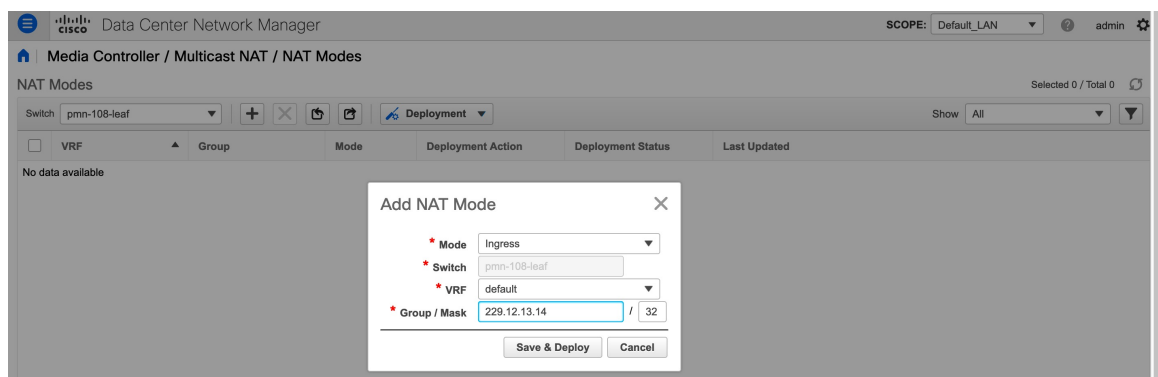 cisco Data Center Network Manager SCOPE: Default_LAN ? admin
Media Controller / Multicast NAT / NAT Modes
NAT Modes Selected 0 / Total 0
Switch pmn-108-leaf Deployment Show All
VRF Group Mode Deployment Action Deployment Status Last Updated
No data available
Add NAT Mode
* Mode Ingress
* Switch pmn-108-leaf
* VRF default
* Group / Mask 229.12.13.14 / 32
Save & Deploy Cancel